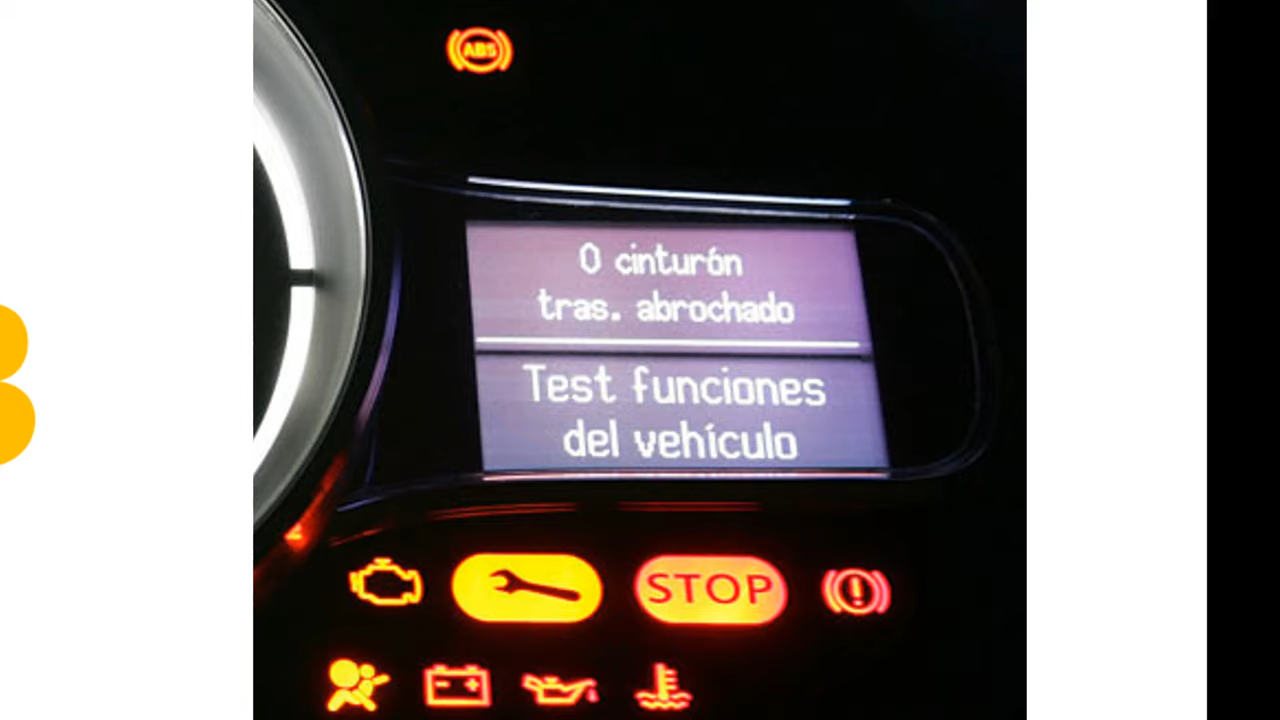 ABS
0 cinturón
tras. abrochado
Test funciones
del vehículo
STOP